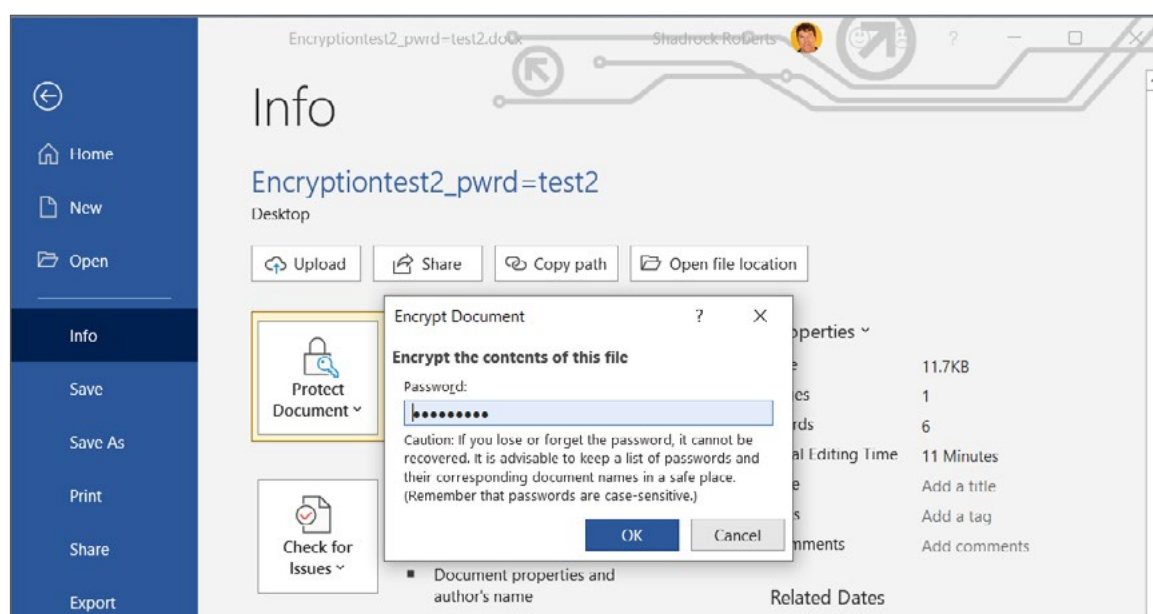 Encryptiontest2_pwrd=test2.docx
Shadrock Roberts
?
Info
Home
New
Open
Info
Save
Save As
Print
Share
Export
Encryptiontest2_pwrd=test2
Desktop
Upload
Share
Copy path
Open file location
Protect
Document
Check for
Issues
Encrypt Document
?
Encrypt the contents of this file
Password:
Caution: If you lose or forget the password, it cannot be
recovered. It is advisable to keep a list of passwords and
their corresponding document names in a safe place.
(Remember that passwords are case-sensitive.)
OK
Cancel
Document properties and
author's name
11.7KB
1
6
Editing Time 11 Minutes
Add a title
Add a tag
Add comments
Related Dates